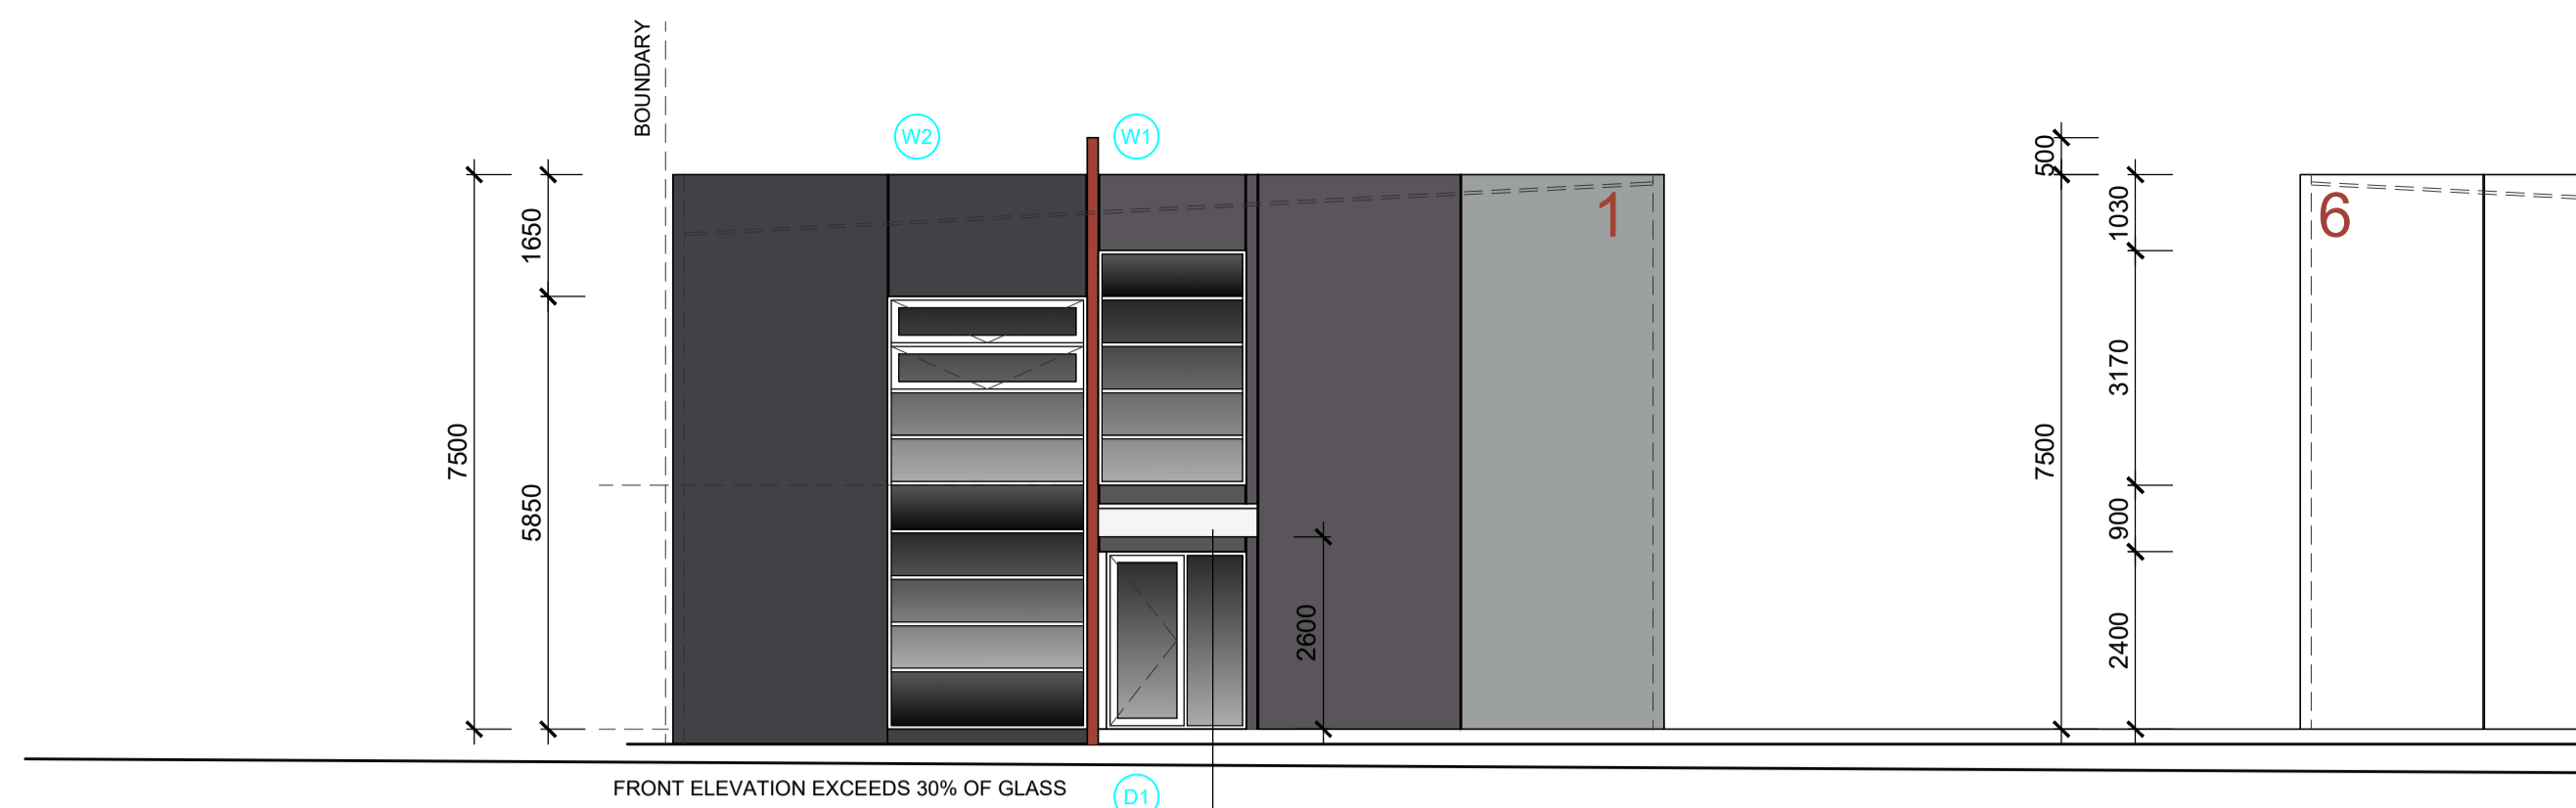 BOUNDARY
W2
W1
500
1
6
1650
1030
3170
7500
7500
5850
900
2600
2400
FRONT ELEVATION EXCEEDS 30% OF GLASS
D1